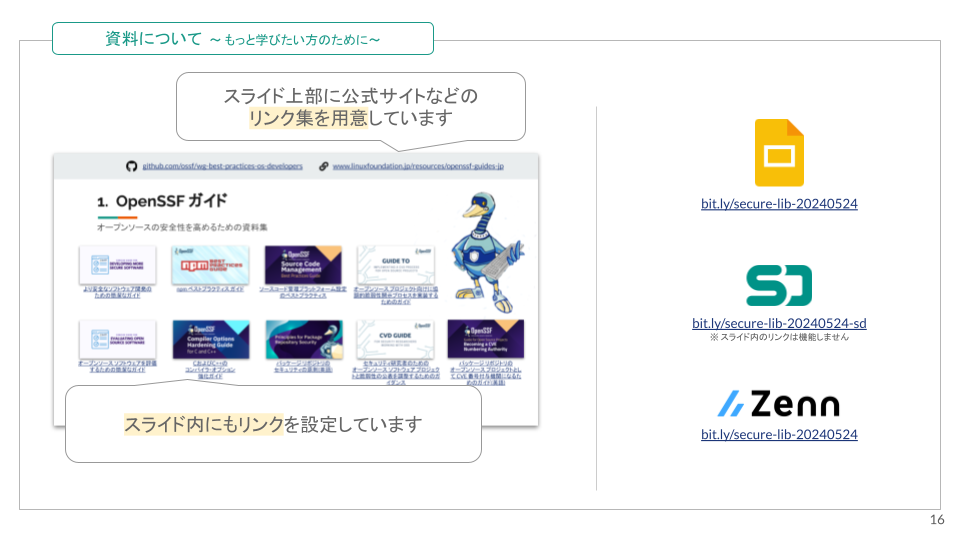 資料について ～もっと学びたい方のために～
スライド上部に公式サイトなどの
リンク集を用意しています
github.com/ossf/wg-best-practices-os-developers
www.linuxfoundation.jp/resources/openssf-guides-jp
1. OpenSSF ガイド
オープンソースの安全性を高めるための資料集
DEVELOPING MORE
SECURE SOFTWARE
より安全なソフトウェア開発の
ための簡潔なガイド
npm BEST
PRACTICES
GUIDE
npm ベストプラクティス ガイド
OpenSSF
Source Code
Management
Best Practices Guide
ソースコード管理プラットフォーム設定
のベストプラクティス
GUIDE TO
オープンソース プロジェクト向けに協
調的脆弱性開示プロセスを実装する
ためのガイド
EVALUATING OPEN
SOURCE SOFTWARE
オープンソース ソフトウェアを評価
するための簡潔なガイド
OpenSSF
Compiler Options
Hardening Guide
for C and C++
CおよびC++の
コンパイラ・オプション
強化ガイド
Principles for Package
Repository Security
パッケージ リポジトリの
セキュリティの原則(英語)
CVD GUIDE
セキュリティ研究者のための
オープンソース ソフトウェア プロジェク
トと脆弱性の公表を調整するためのガ
イダンス
OpenSSF
Becoming a CVE
Numbering Authority
パッケージ リポジトリの
オープンソース プロジェクトとし
て CVE 番号付与機関になるた
めのガイド(英語)
スライド内にもリンクを設定しています
bit.ly/secure-lib-20240524
bit.ly/secure-lib-20240524-sd
※ スライド内のリンクは機能しません
Zenn
bit.ly/secure-lib-20240524
16